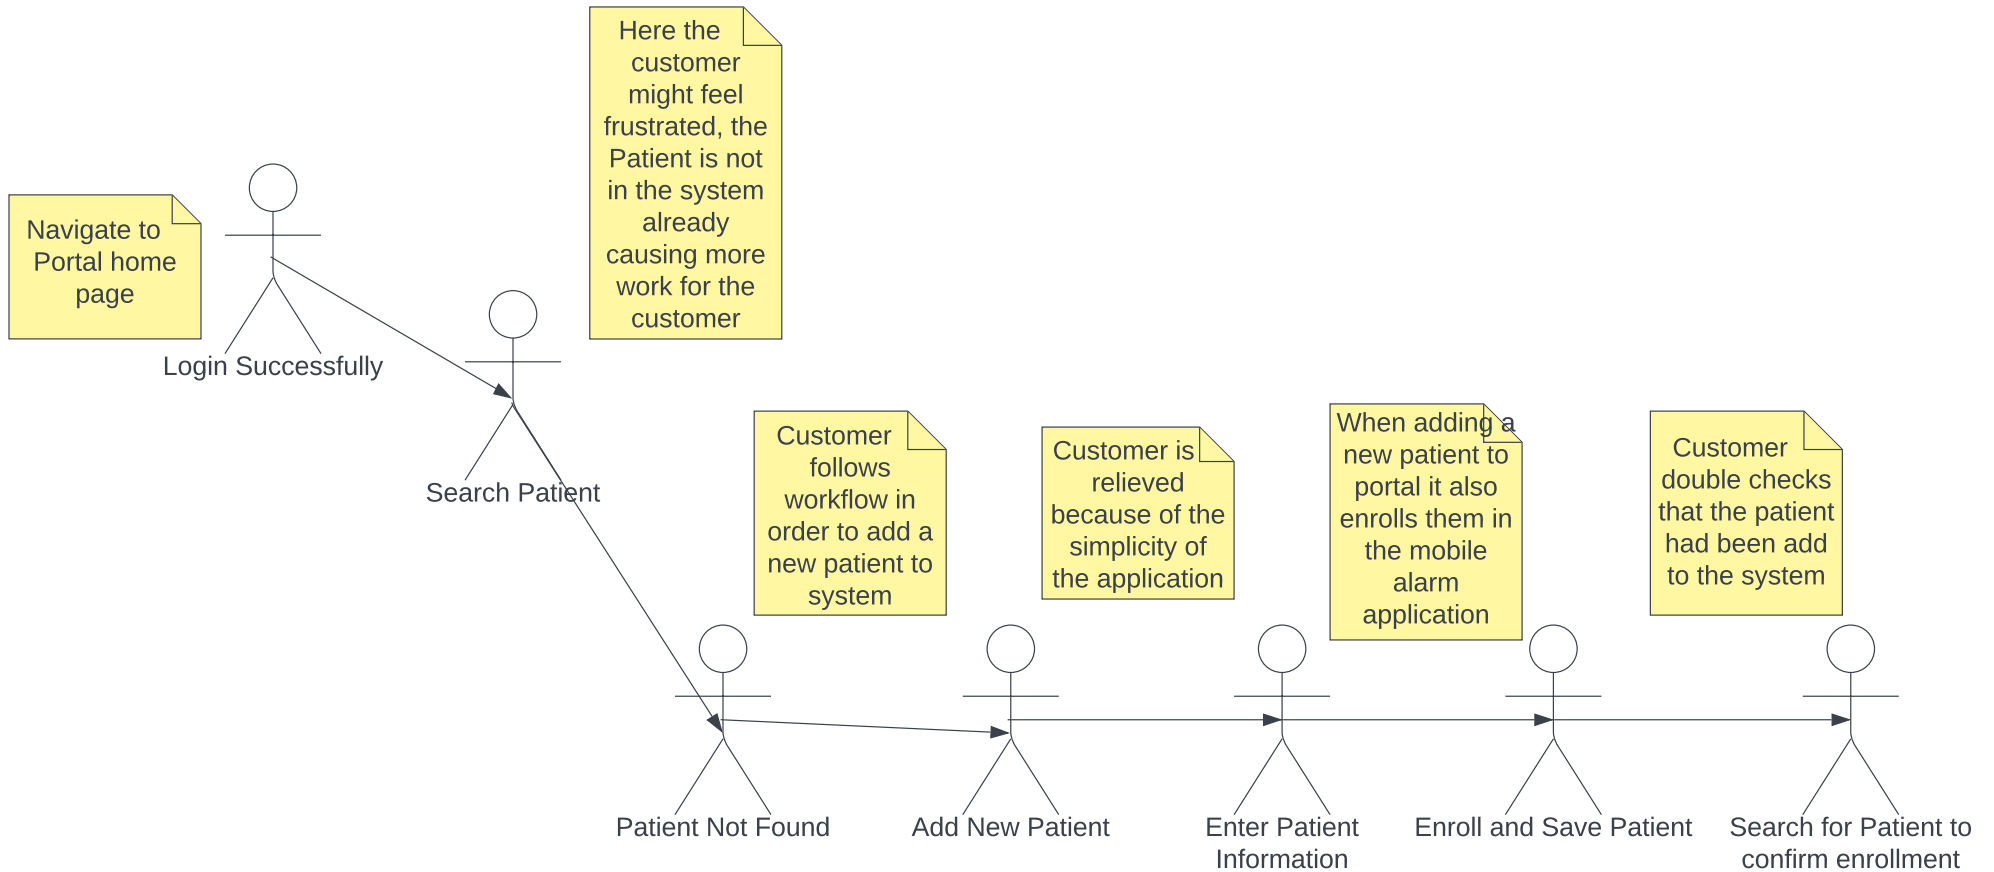 Here the
customer
might feel
frustrated, the
Patient is not
in the system
already
causing more
work for the
customer
Navigate to
Portal home
page
Login Successfully
Search Patient
Customer
follows
workflow in
order to add a
new patient to
system
Customer is
relieved
because of the
simplicity of
the application
When adding a
new patient to
portal it also
enrolls them in
the mobile
alarm
application
Customer
double checks
that the patient
had been add
to the system
Patient Not Found
Add New Patient
Enter Patient
Information
Enroll and Save Patient
Search for Patient to
confirm enrollment